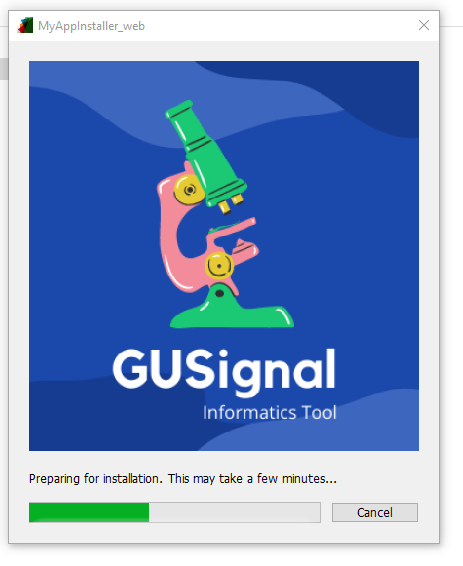 MyAppInstaller_web
GUSignal
Informatics Tool
Preparing for installation. This may take a few minutes...
Cancel